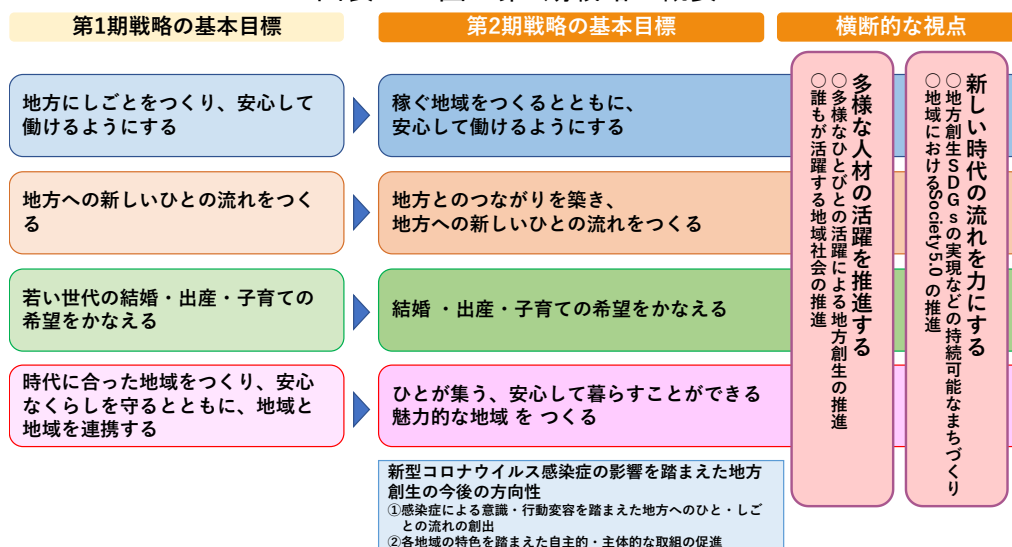 第1期戦略の基本目標
第2期戦略の基本目標
横断的な視点
地方にしごとをつくり、安心して
働けるようにする
稼ぐ地域をつくるとともに、
安心して働けるようにする
地方への新しいひとの流れをつく
る
地方とのつながりを築き、
地方への新しいひとの流れをつくる
若い世代の結婚・出産・子育ての
希望をかなえる
結婚 ・出産・子育ての希望をかなえる
時代に合った地域をつくり、安心
なくらしを守るとともに、地域と
地域を連携する
ひとが集う、安心して暮らすことができる
魅力的な地域 を つくる
新しい時代の流れを力にする
○地方創生SDGsの実現などの持続可能なまちづくり
○地域におけるSociety5.0 の推進
多様な人材の活躍を推進する
○多様なひとびとの活躍による地方創生の推進
○誰もが活躍する地域社会の推進
新型コロナウイルス感染症の影響を踏まえた地方
創生の今後の方向性
①感染症による意識・行動変容を踏まえた地方へのひと・しご
との流れの創出
②各地域の特色を踏まえた自主的・主体的な取組の促進